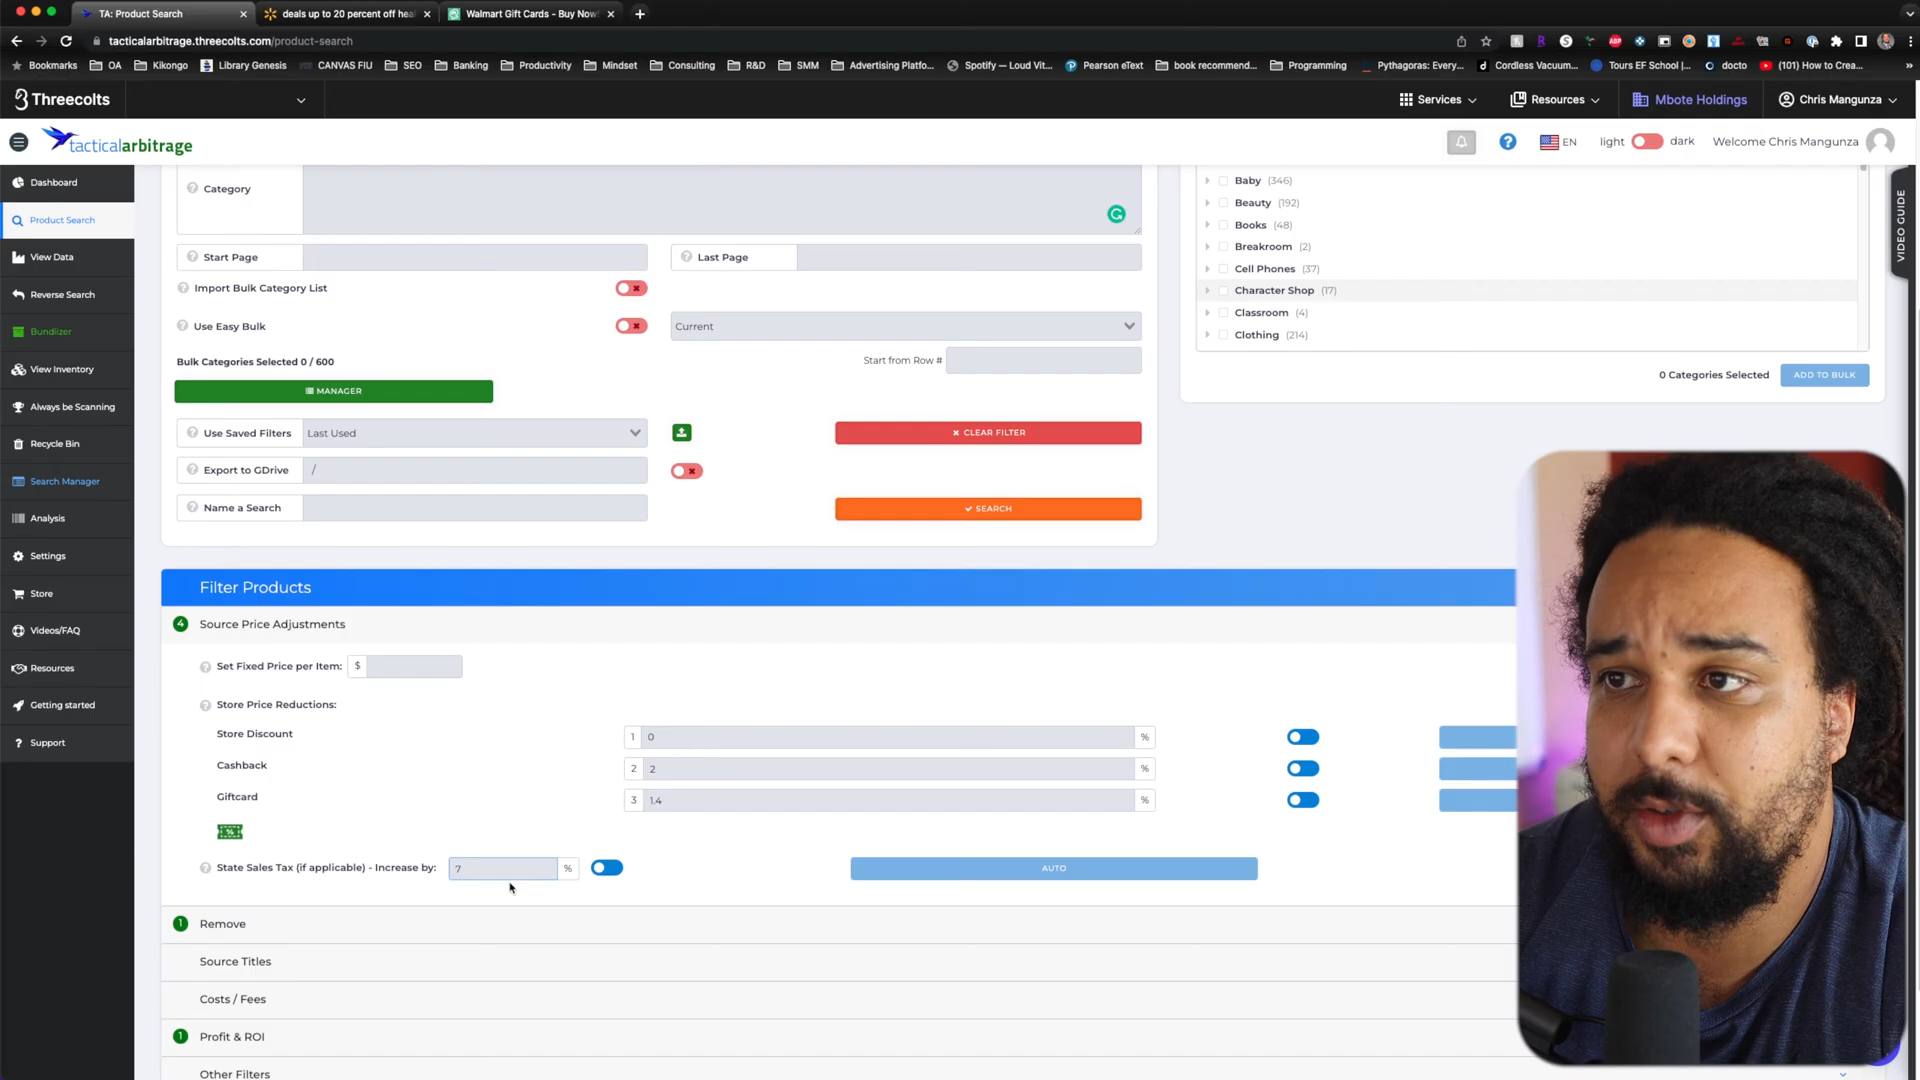 TA: Product Search
deals up to 20 percent off hea
Walmart Gift Cards - Buy Now!
tacticalarbitrage.threecolts.com/product-search
Bookmarks
OA
Kikongo
Library Genesis
CANVAS FIU
SEO
Banking
Productivity
Mindset
Consulting
R&D
SMM
Advertising Platfo...
Spotify — Loud Vit...
Pearson eText
book recommend...
Programming
Pythagoras: Every...
Cordless Vacuum...
Tours EF School |...
docto
(101) How to Crea...
Threecolts
Services
Resources
Mbote Holdings
Chris Mangunza
tacticalarbitrage
EN
light
dark
Welcome Chris Mangunza
Dashboard
Product Search
View Data
Reverse Search
Bundlizer
View Inventory
Always be Scanning
Recycle Bin
Search Manager
Analysis
Settings
Store
Videos/FAQ
Resources
Getting started
Support
Category
Start Page
Last Page
Import Bulk Category List
Use Easy Bulk
Current
Bulk Categories Selected 0 / 600
Start from Row #
MANAGER
Use Saved Filters
Last Used
CLEAR FILTER
Export to GDrive
/
Name a Search
SEARCH
Baby (346)
Beauty (192)
Books (48)
Breakroom (2)
Cell Phones (37)
Character Shop (17)
Classroom (4)
Clothing (214)
0 Categories Selected
ADD TO BULK
VIDEO GUIDE
Filter Products
4 Source Price Adjustments
Set Fixed Price per Item: $
Store Price Reductions:
Store Discount
1 0 %
Cashback
2 2 %
Giftcard
3 1.4 %
%
State Sales Tax (if applicable) - Increase by: 7 %
AUTO
1 Remove
Source Titles
Costs / Fees
1 Profit & ROI
Other Filters